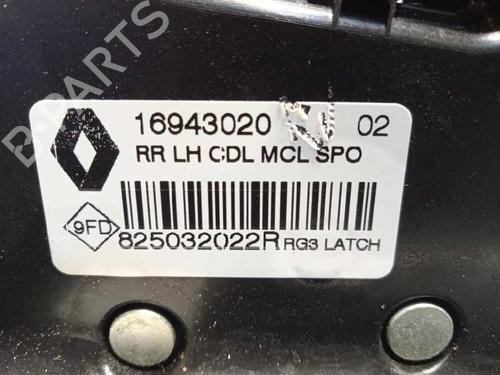 B-PARTS
16943020 02
RR LH CDL MCL SPO
9FD
825032022R RG3 LATCH